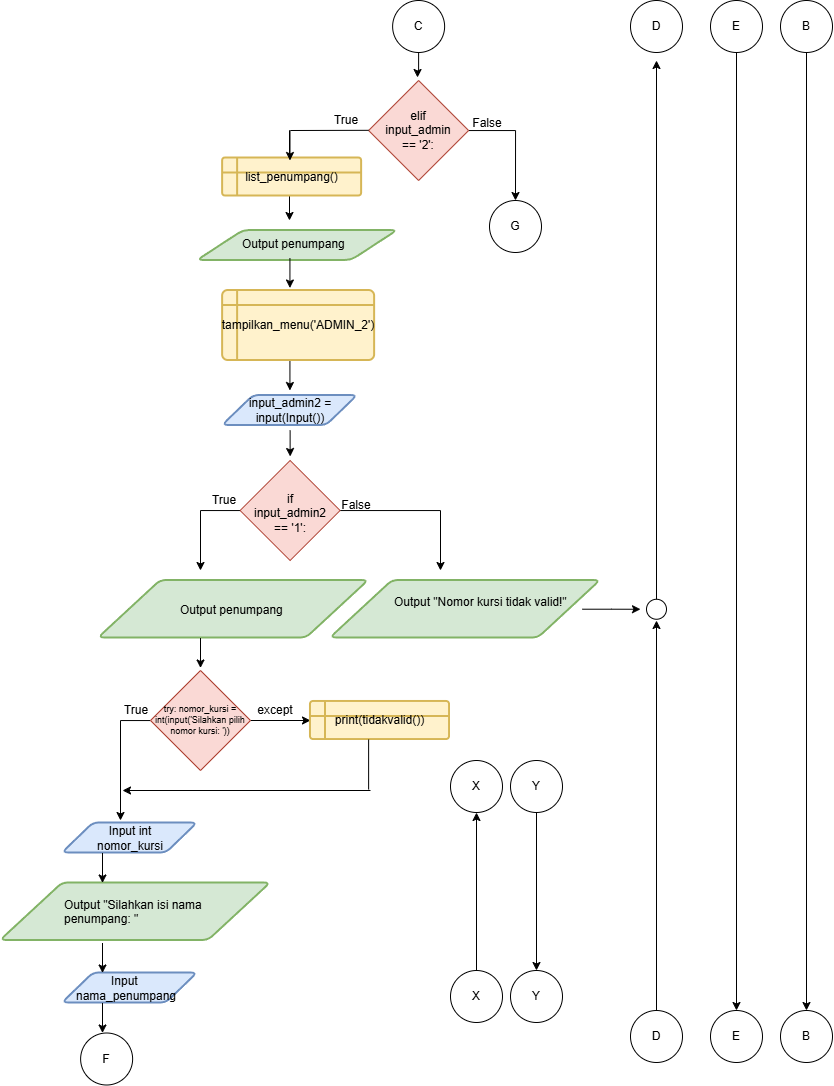 C
D
E
B
elif
input_admin
== '2':
True
False
list_penumpang()
G
Output penumpang
tampilkan_menu('ADMIN_2')
input_admin2 =
input(Input())
if
input_admin2
== '1':
True
False
Output penumpang
Output "Nomor kursi tidak valid!"
try: nomor_kursi =
int(input('Silahkan pilih
nomor kursi: '))
True
except
print(tidakvalid())
X
Y
Input int
nomor_kursi
Output "Silahkan isi nama
penumpang: "
Input
nama_penumpang
X
Y
D
E
B
F